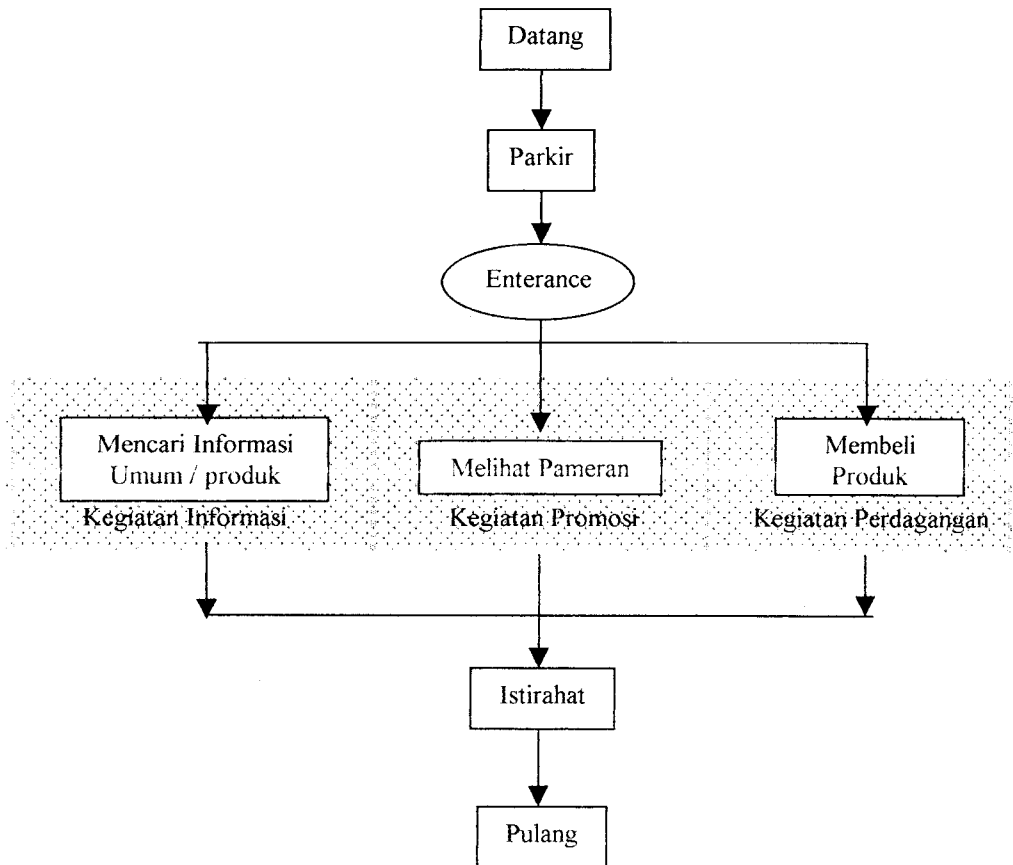 Datang
Parkir
Enterance
Mencari Informasi
Umum / produk
Kegiatan Informasi
Melihat Pameran
Kegiatan Promosi
Membeli
Produk
Kegiatan Perdagangan
Istirahat
Pulang